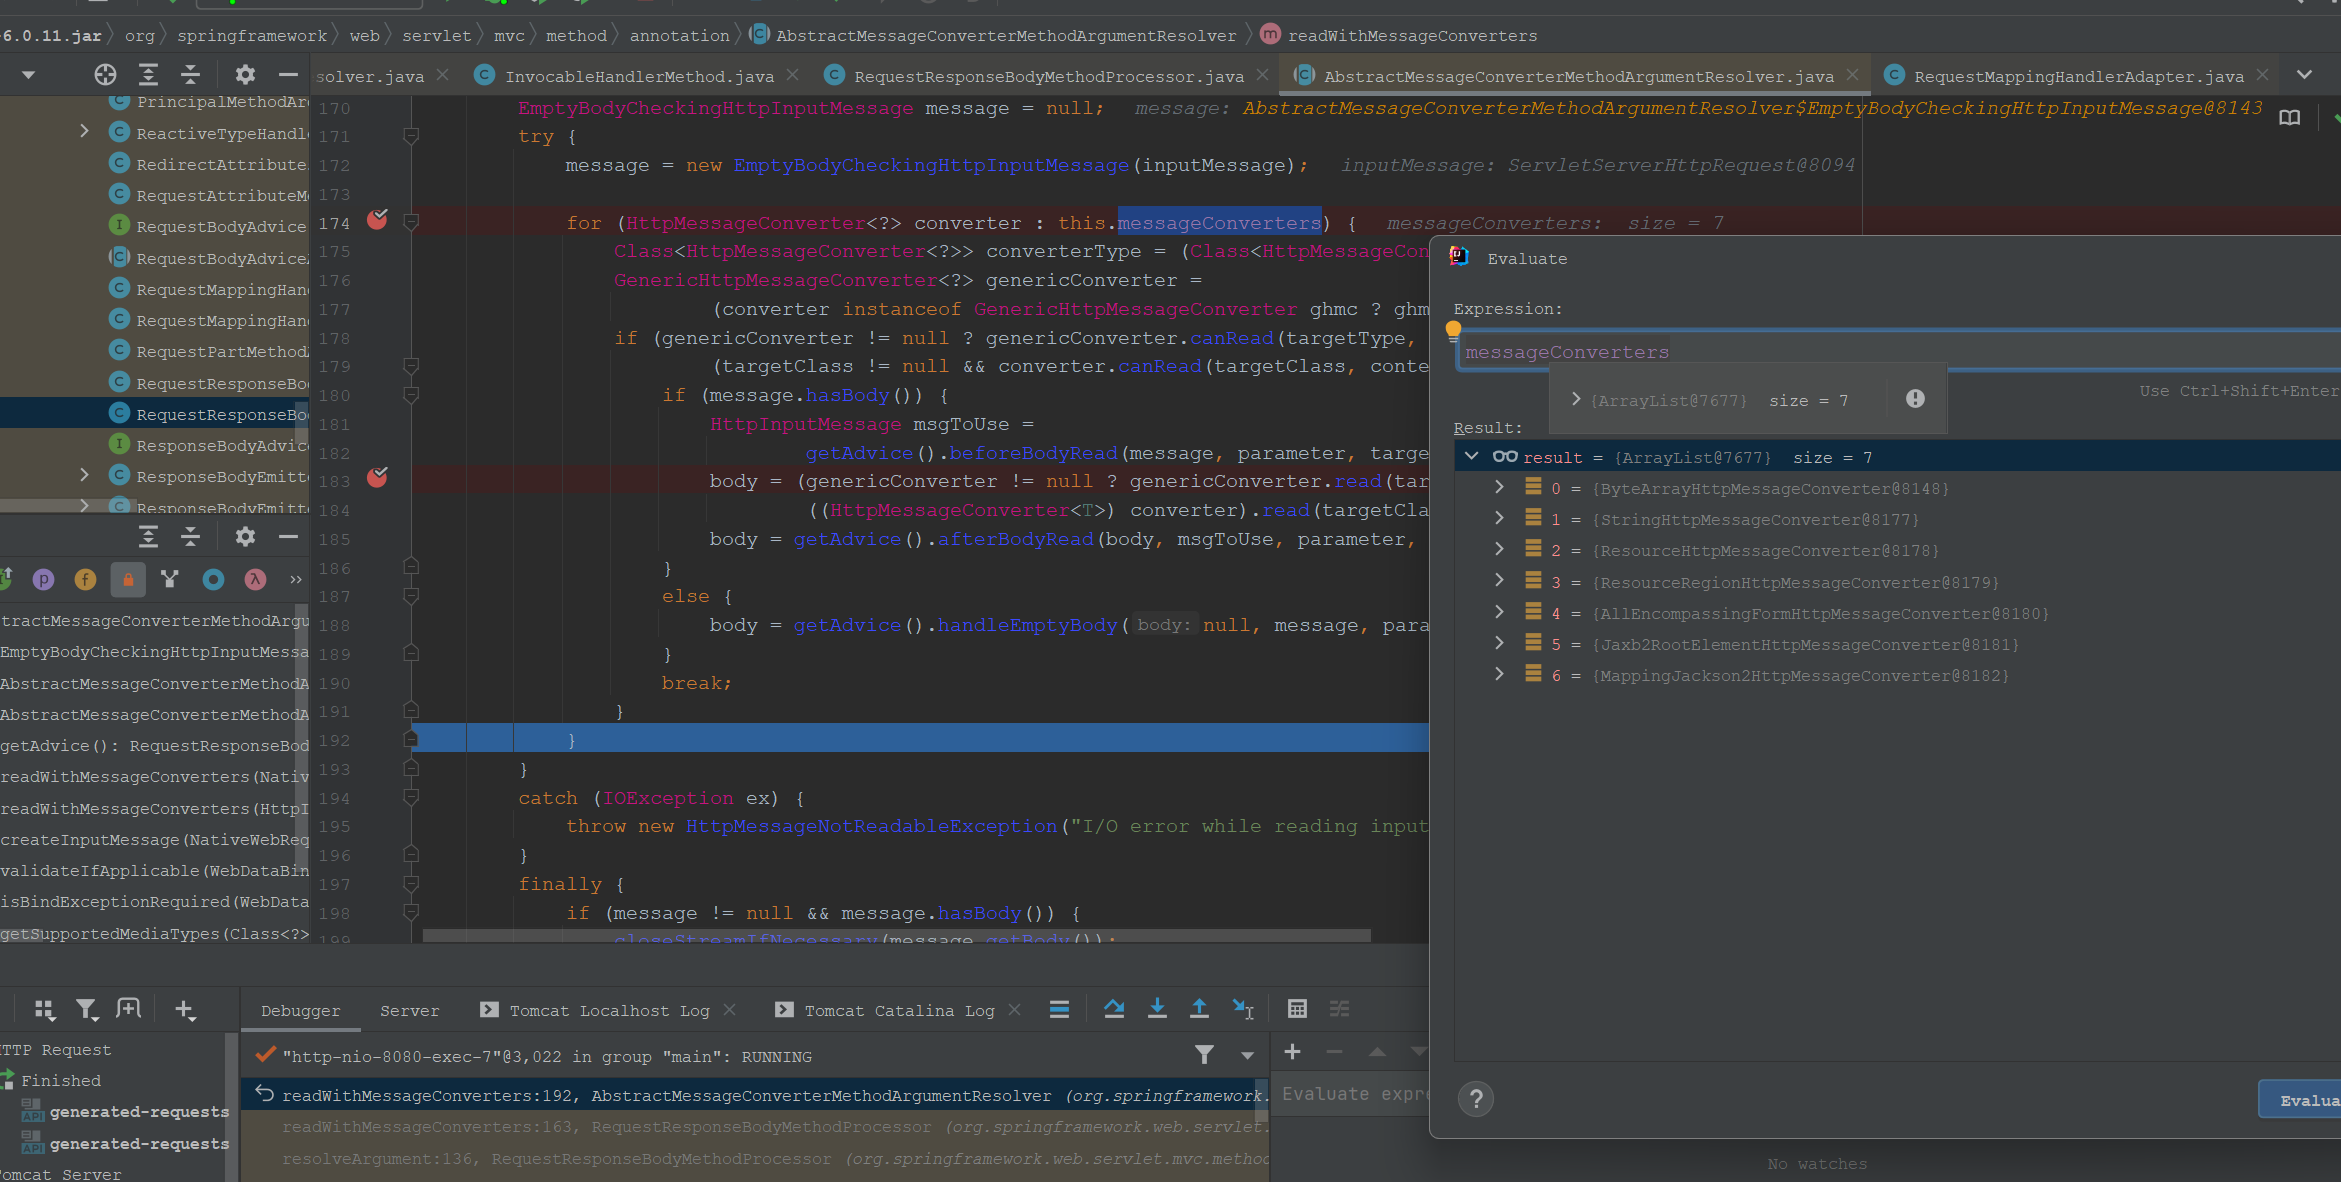 6.0.11.jar org springframework web servlet mvc method annotation AbstractMessageConverterMethodArgumentResolver readWithMessageConverters
solver.java InvocableHandlerMethod.java RequestResponseBodyMethodProcessor.java AbstractMessageConverterMethodArgumentResolver.java RequestMappingHandlerAdapter.java
PrincipalMethodAr
ReactiveTypeHandl
RedirectAttribute
RequestAttributeM
RequestBodyAdvice
RequestBodyAdvice
RequestMappingHan
RequestMappingHan
RequestPartMethod
RequestResponseBo
RequestResponseBo
ResponseBodyAdvic
ResponseBodyEmitt
ResponseBodyEmitt
tractMessageConverterMethodArgu
EmptyBodyCheckingHttpInputMessa
AbstractMessageConverterMethodA
AbstractMessageConverterMethodA
getAdvice(): RequestResponseBod
readWithMessageConverters(Nativ
readWithMessageConverters(HttpI
createInputMessage(NativeWebReq
validateIfApplicable(WebDataBin
isBindExceptionRequired(WebData
getSupportedMediaTypes(Class<?>
170 EmptyBodyCheckingHttpInputMessage message = null; message: AbstractMessageConverterMethodArgumentResolver$EmptyBodyCheckingHttpInputMessage@8143
171 try {
172 message = new EmptyBodyCheckingHttpInputMessage(inputMessage); inputMessage: ServletServerHttpRequest@8094
173
174 for (HttpMessageConverter<?> converter : this.messageConverters) { messageConverters: size = 7
175 Class<HttpMessageConverter<?>> converterType = (Class<HttpMessageCon
176 GenericHttpMessageConverter<?> genericConverter =
177 (converter instanceof GenericHttpMessageConverter ghmc ? ghm
178 if (genericConverter != null ? genericConverter.canRead(targetType,
179 (targetClass != null && converter.canRead(targetClass, conte
180 if (message.hasBody()) {
181 HttpInputMessage msgToUse =
182 getAdvice().beforeBodyRead(message, parameter, targe
183 body = (genericConverter != null ? genericConverter.read(tar
184 ((HttpMessageConverter<T>) converter).read(targetCla
185 body = getAdvice().afterBodyRead(body, msgToUse, parameter,
186 }
187 else {
188 body = getAdvice().handleEmptyBody( body: null, message, para
189 }
190 break;
191 }
192 }
193 }
194 catch (IOException ex) {
195 throw new HttpMessageNotReadableException("I/O error while reading input
196 }
197 finally {
198 if (message != null && message.hasBody()) {
199 closeStreamIfNecessary(message.getBody());
Evaluate
Expression:
messageConverters
{ArrayList@7677} size = 7
Use Ctrl+Shift+Enter
Result:
result = {ArrayList@7677} size = 7
0 = {ByteArrayHttpMessageConverter@8148}
1 = {StringHttpMessageConverter@8177}
2 = {ResourceHttpMessageConverter@8178}
3 = {ResourceRegionHttpMessageConverter@8179}
4 = {AllEncompassingFormHttpMessageConverter@8180}
5 = {Jaxb2RootElementHttpMessageConverter@8181}
6 = {MappingJackson2HttpMessageConverter@8182}
Evalua
Debugger Server Tomcat Localhost Log Tomcat Catalina Log
TTP Request
Finished
API generated-requests
API generated-requests
omcat Server
"http-nio-8080-exec-7"@3,022 in group "main": RUNNING
readWithMessageConverters:192, AbstractMessageConverterMethodArgumentResolver (org.springframework.
readWithMessageConverters:163, RequestResponseBodyMethodProcessor (org.springframework.web.servlet.
resolveArgument:136, RequestResponseBodyMethodProcessor (org.springframework.web.servlet.mvc.method
Evaluate expre
No watches